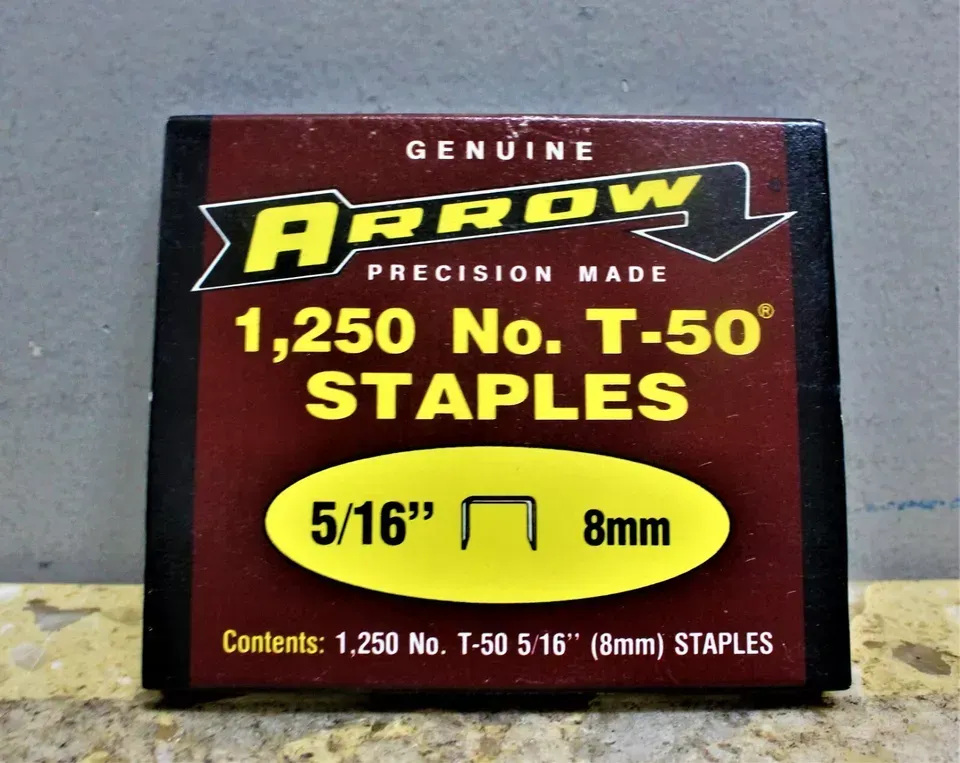 GENUINE
ARROW
PRECISION MADE
1,250 No. T-50®
STAPLES
5/16” 8mm
Contents: 1,250 No. T-50 5/16” (8mm) STAPLES